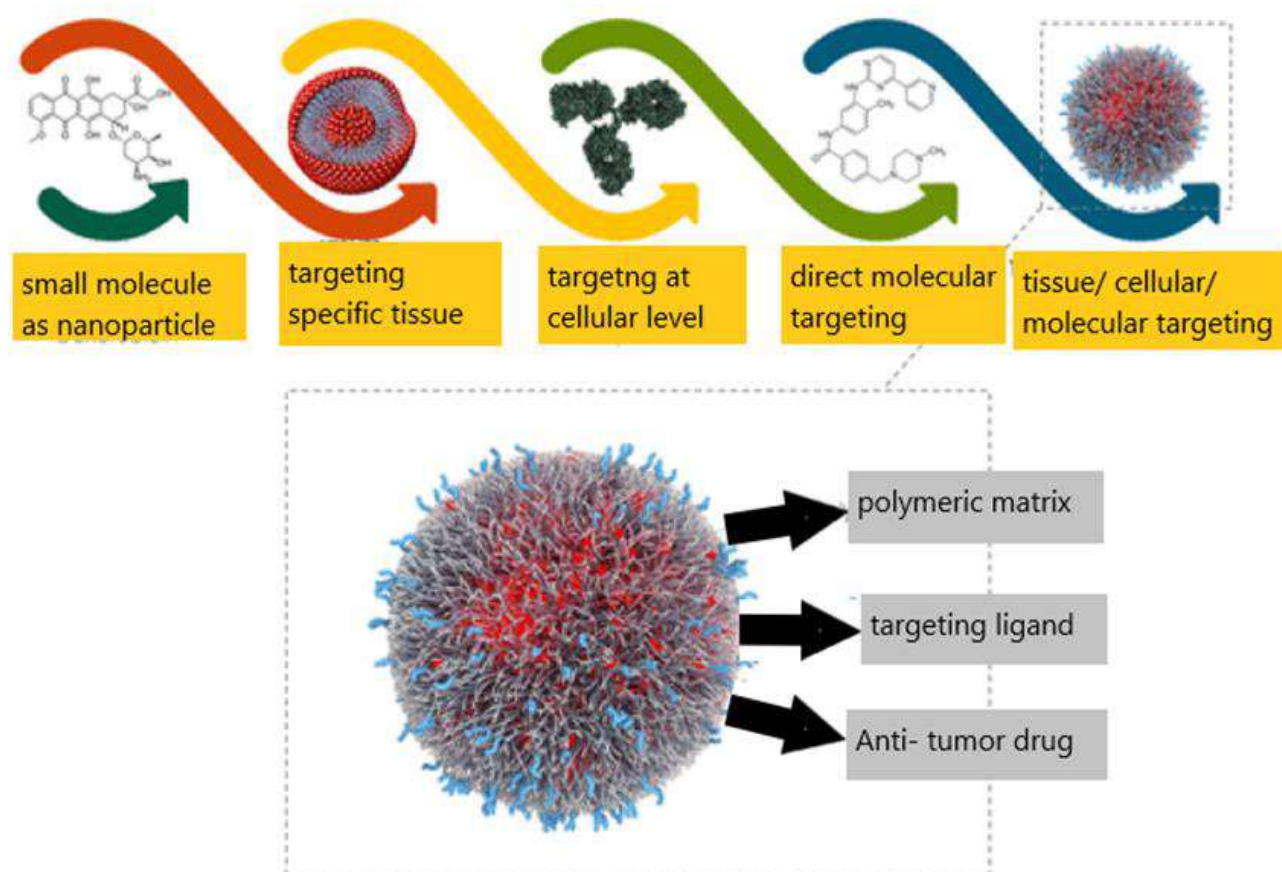 small molecule
as nanoparticle
targeting
specific tissue
targetng at
cellular level
direct molecular
targeting
tissue/ cellular/
molecular targeting
polymeric matrix
targeting ligand
Anti- tumor drug